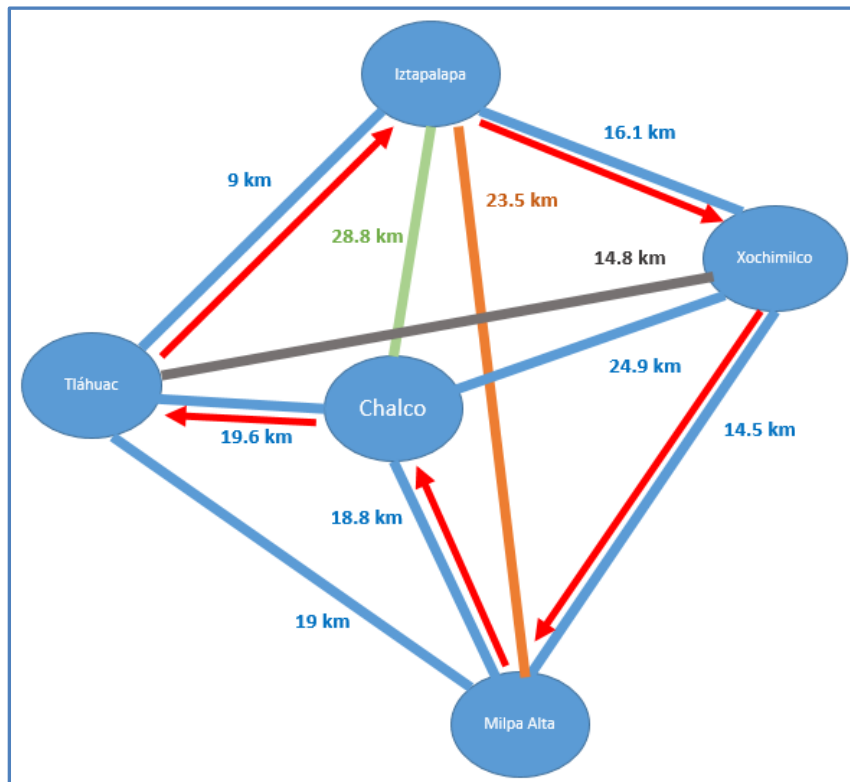 Iztapalapa
16.1 km
9 km
23.5 km
28.8 km
14.8 km
Xochimilco
24.9 km
Tláhuac
Chalco
19.6 km
14.5 km
18.8 km
19 km
Milpa Alta